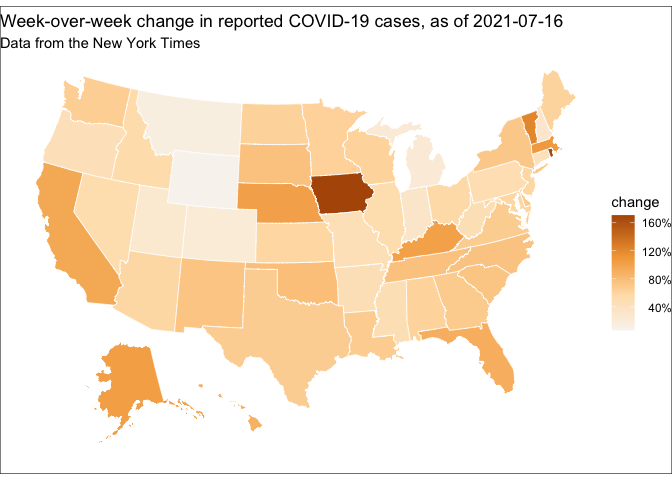 Week-over-week change in reported COVID-19 cases, as of 2021-07-16
Data from the New York Times
change
160%
120%
80%
40%